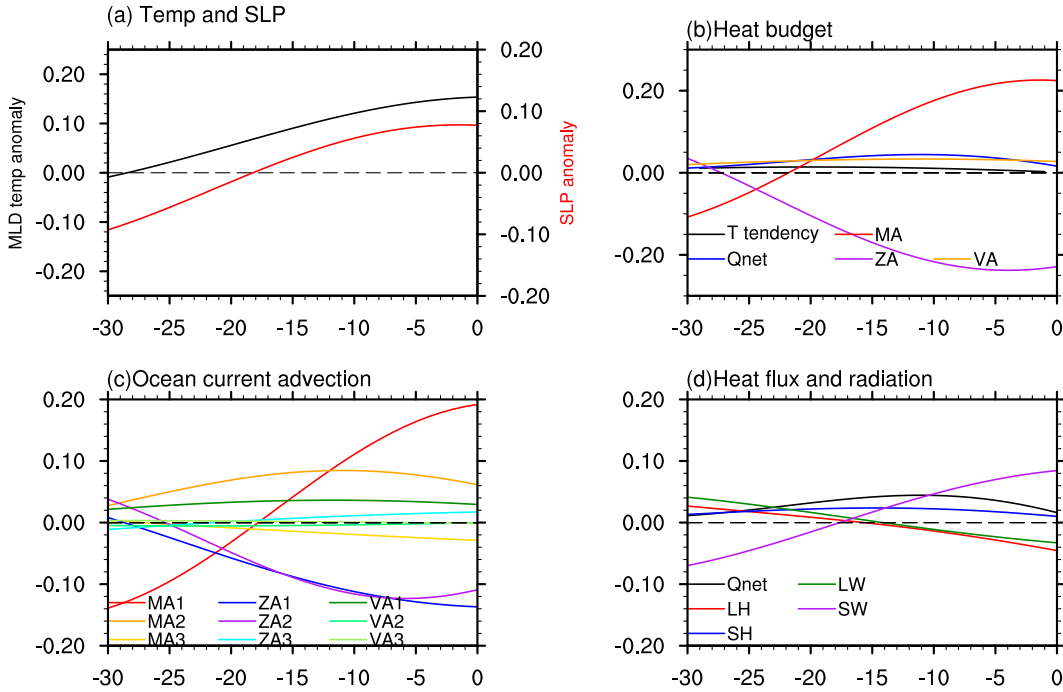 (a) Temp and SLP
0.20
0.10
0.00
-0.10
-0.20
MLD temp anomaly
0.20
0.10
0.00
-0.10
-0.20
SLP anomaly
-30 -25 -20 -15 -10 -5 0
(b)Heat budget
0.20
0.00
-0.20
T tendency MA
Qnet ZA VA
-30 -25 -20 -15 -10 -5 0
(c)Ocean current advection
0.20
0.10
0.00
-0.10
-0.20
MA1 ZA1 VA1
MA2 ZA2 VA2
MA3 ZA3 VA3
-30 -25 -20 -15 -10 -5 0
(d)Heat flux and radiation
0.20
0.10
0.00
-0.10
-0.20
Qnet LW
LH SW
SH
-30 -25 -20 -15 -10 -5 0